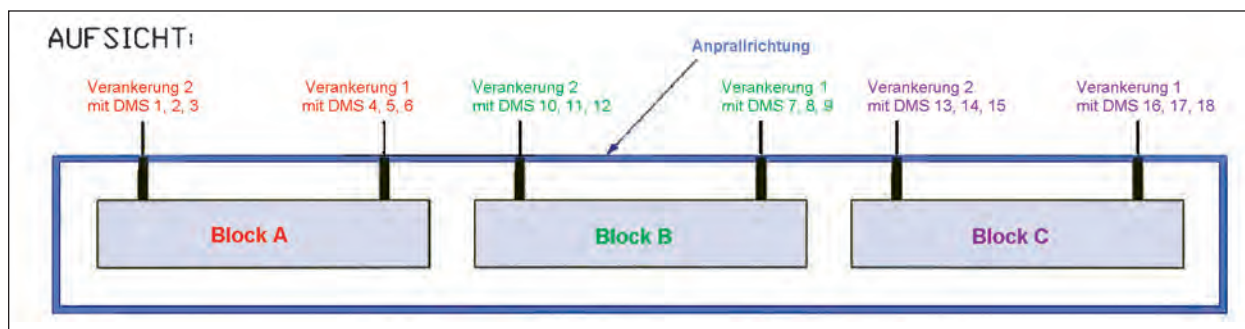 AUFSICHT:
Anprallrichtung
Verankerung 2
mit DMS 1, 2, 3
Verankerung 1
mit DMS 4, 5, 6
Verankerung 2
mit DMS 10, 11, 12
Verankerung 1
mit DMS 7, 8, 9
Verankerung 2
mit DMS 13, 14, 15
Verankerung 1
mit DMS 16, 17, 18
Block A
Block B
Block C